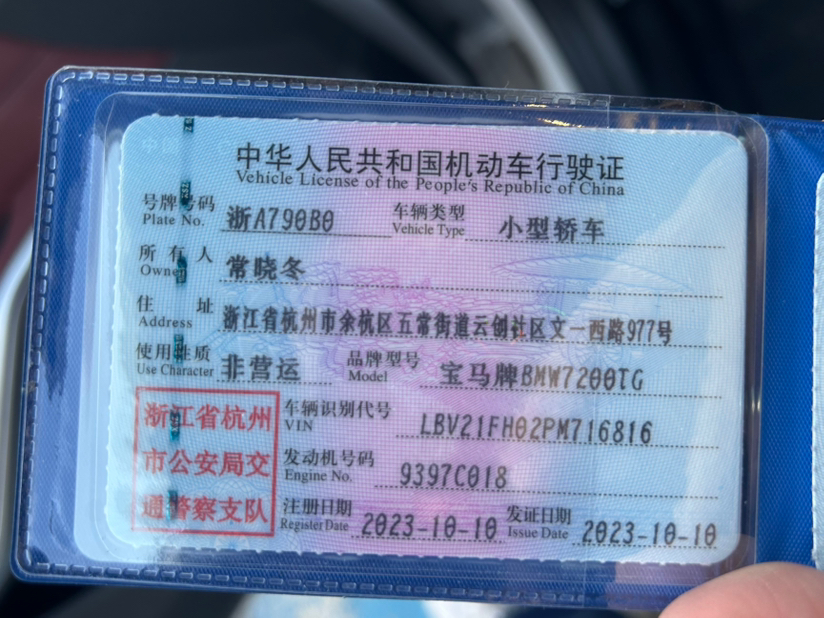 中华人民共和国机动车行驶证
Vehicle License of the People's Republic of China
号牌号码 浙A790B0 车辆类型 小型轿车
Plate No. Vehicle Type
所有人 常晓冬
Owner
住址 浙江省杭州市余杭区五常街道云创社区文一西路977号
Address
使用性质 非营运 品牌型号 宝马牌BMW7200TG
Use Character Model
浙江省杭州
市公安局交
通警察支队
车辆识别代号 LBV21FH02PM716816
VIN
发动机号码 9397C018
Engine No.
注册日期 2023-10-10 发证日期 2023-10-10
Register Date Issue Date